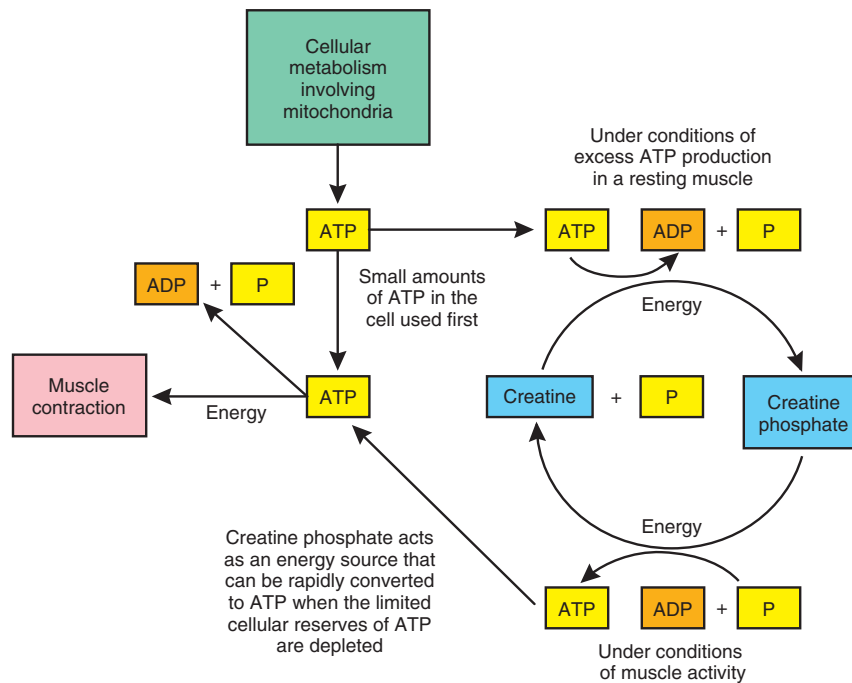 Cellular
metabolism
involving
mitochondria
Under conditions of
excess ATP production
in a resting muscle
ATP
ATP
ADP
+
P
ADP
+
P
Small amounts
of ATP in the
cell used first
Energy
Muscle
contraction
Energy
ATP
Creatine
+
P
Creatine
phosphate
Energy
Creatine phosphate acts
as an energy source that
can be rapidly converted
to ATP when the limited
cellular reserves of ATP
are depleted
ATP
ADP
+
P
Under conditions
of muscle activity